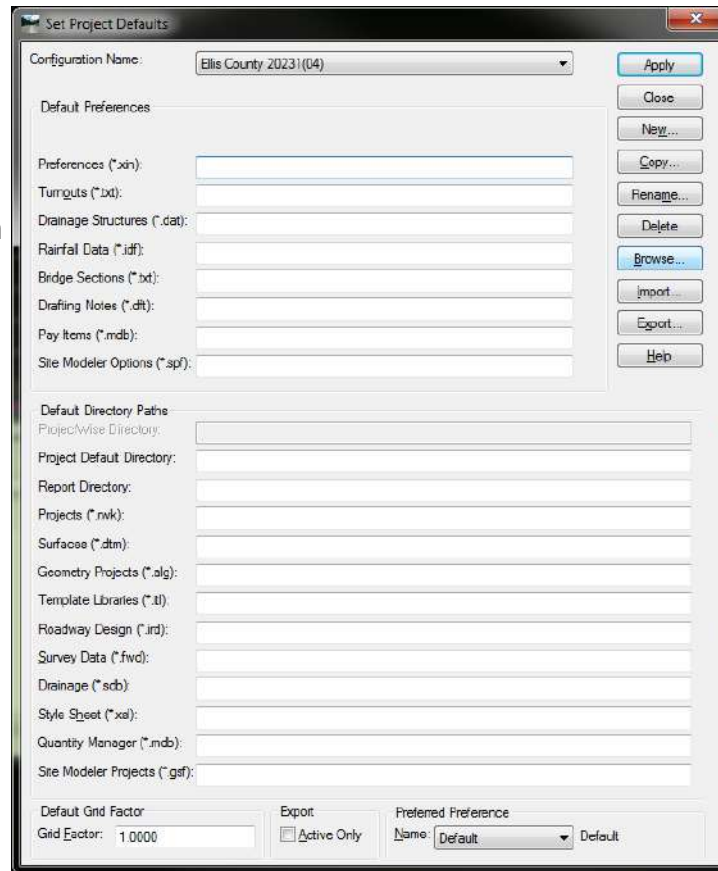 Set Project Defaults
Configuration Name: Ellis County 20231(04)
Apply
Close
New...
Copy...
Rename...
Delete
Browse...
Import...
Export...
Help
Default Preferences
Preferences (*.xin):
Turnouts (*.txt):
Drainage Structures (*.dat):
Rainfall Data (*.idf):
Bridge Sections (*.txt):
Drafting Notes (*.dft):
Pay Items (*.mdb):
Site Modeler Options (*.spf):
Default Directory Paths
ProjectWise Directory:
Project Default Directory:
Report Directory:
Projects (*.rwk):
Surfaces (*.dtm):
Geometry Projects (*.alg):
Template Libraries (*.itl):
Roadway Design (*.ird):
Survey Data (*.fwd):
Drainage (*.sdb):
Style Sheet (*.xsl):
Quantity Manager (*.mdb):
Site Modeler Projects (*.gsf):
Default Grid Factor
Grid Factor: 1.0000
Export
Active Only
Preferred Preference
Name: Default Default